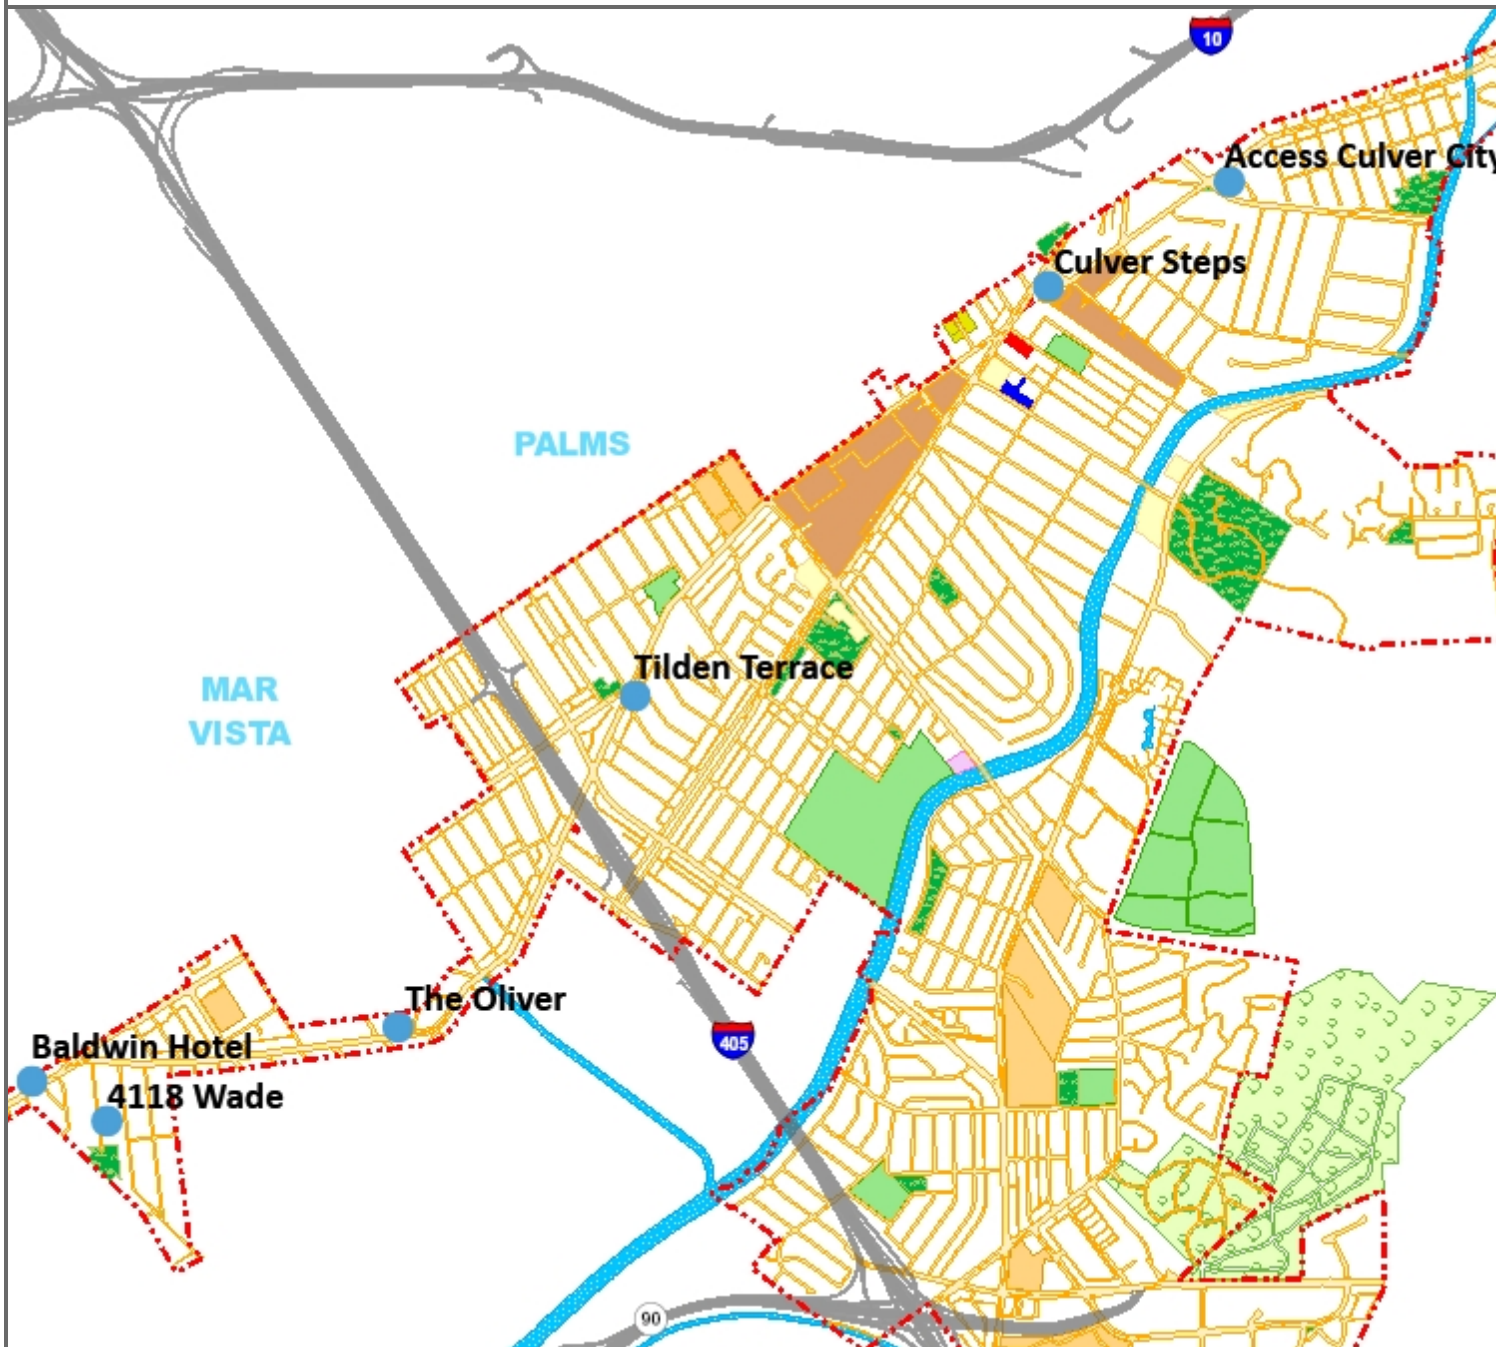 10
Access Culver City
Culver Steps
PALMS
Tilden Terrace
MAR
VISTA
The Oliver
405
Baldwin Hotel
4118 Wade
90